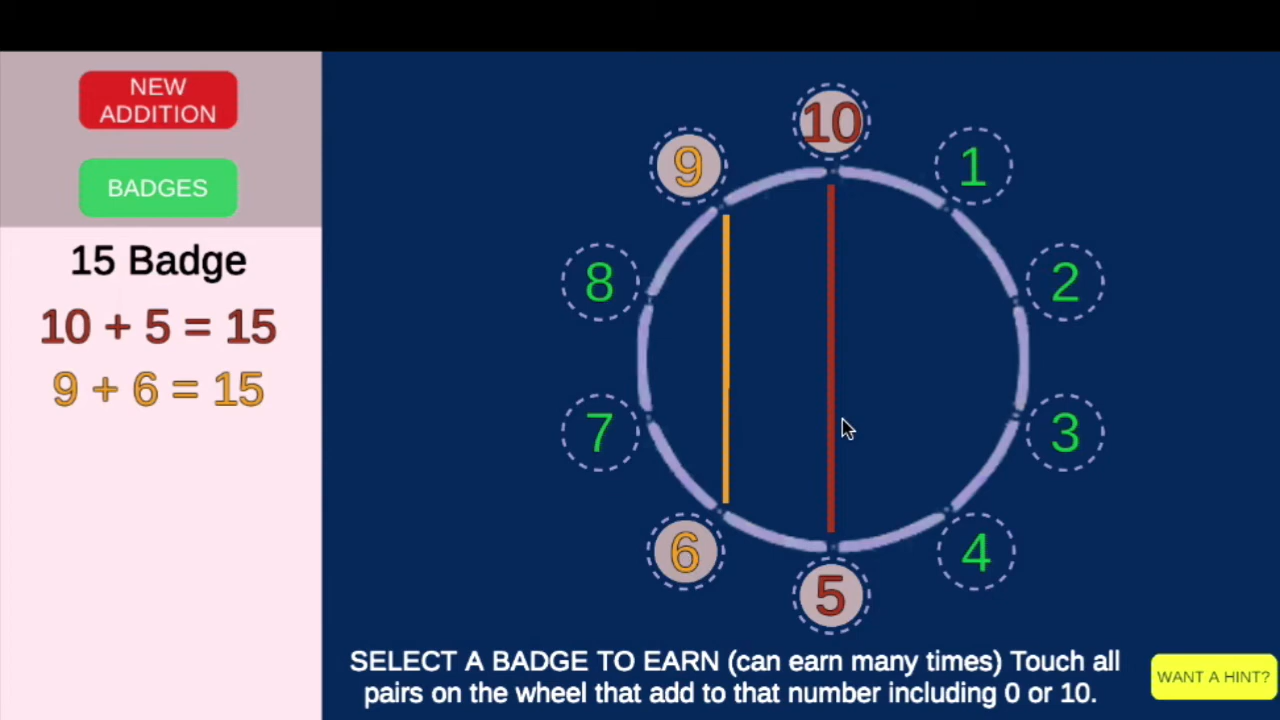 NEW
ADDITION
BADGES
15 Badge
10 + 5 = 15
9 + 6 = 15
10
9
1
8
2
7
3
6
4
5
SELECT A BADGE TO EARN (can earn many times) Touch all
pairs on the wheel that add to that number including 0 or 10.
WANT A HINT?